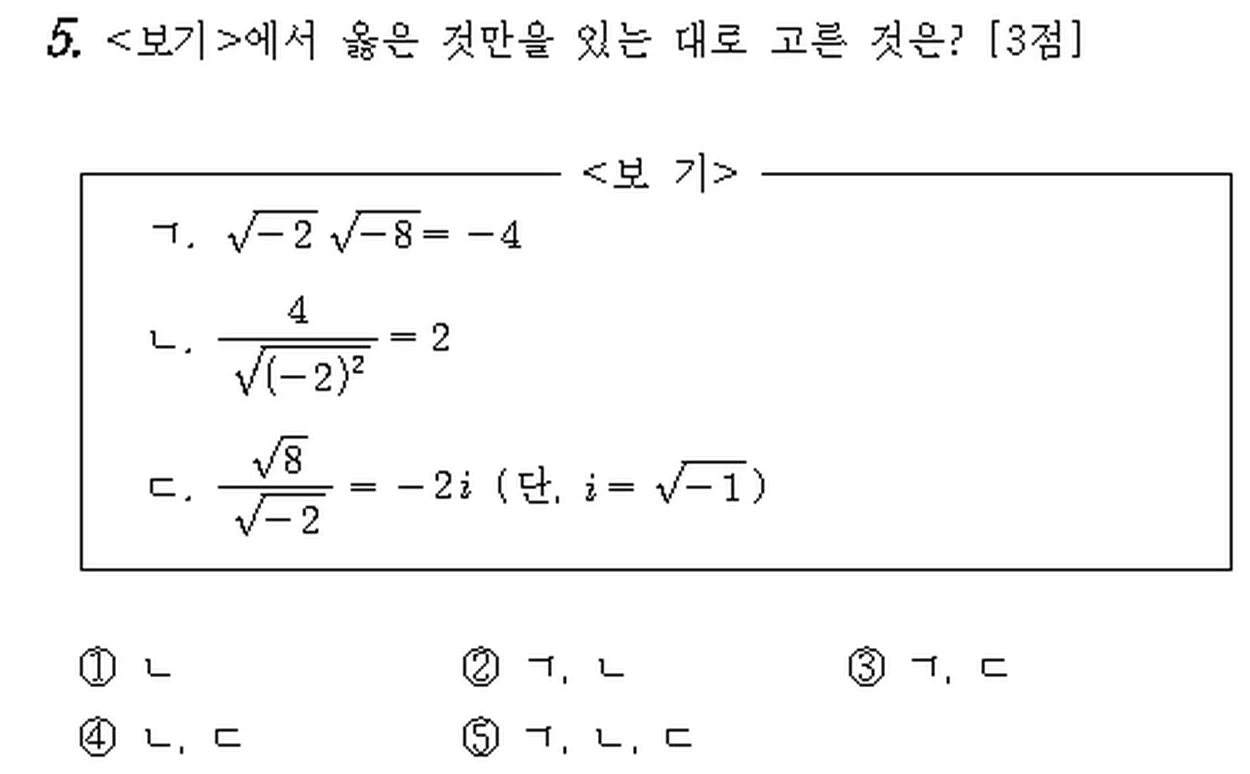 5. <보기>에서 옳은 것만을 있는 대로 고른 것은? [3점]
<보 기>
ㄱ. √-2 √-8 = -4
ㄴ. 4/√(-2)² = 2
ㄷ. √8/√-2 = -2i (단, i = √-1)
① ㄴ ② ㄱ, ㄴ ③ ㄱ, ㄷ
④ ㄴ, ㄷ ⑤ ㄱ, ㄴ, ㄷ